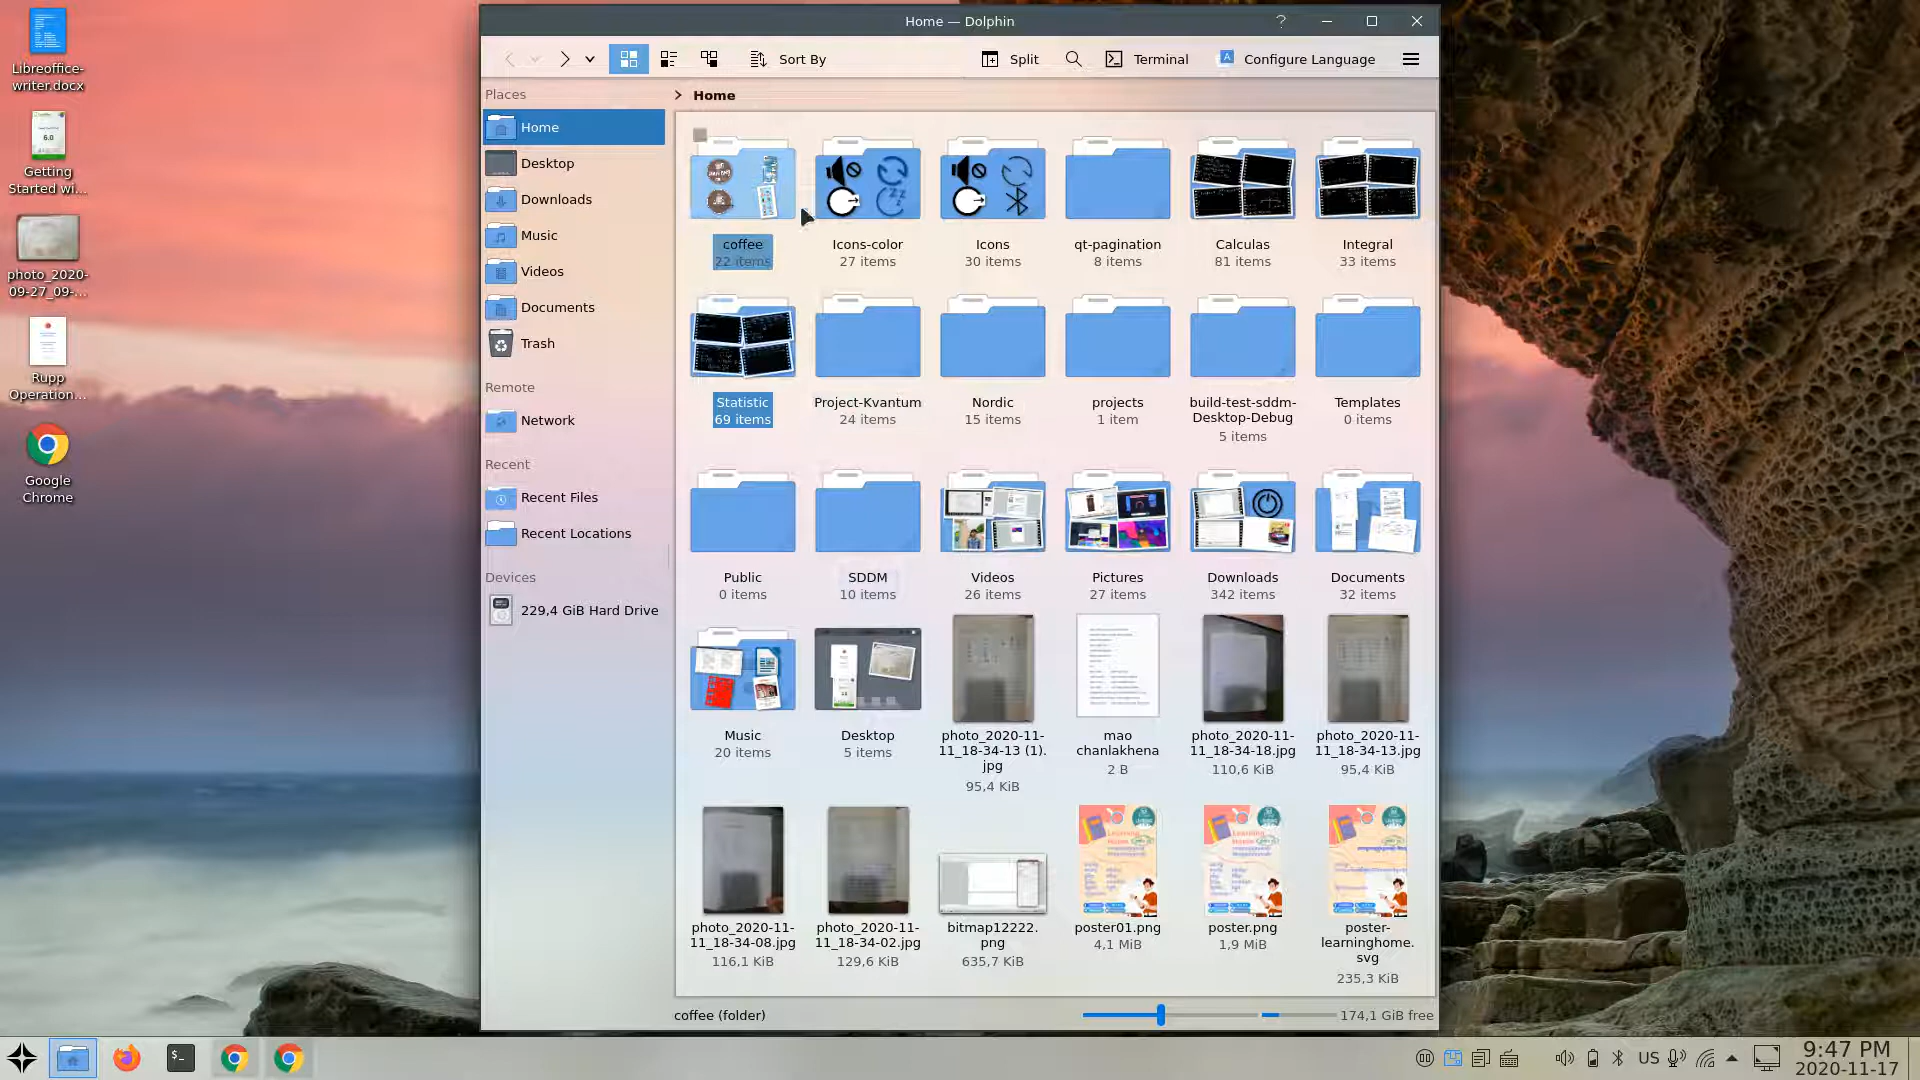 Home — Dolphin
Sort By
Split
Terminal
Configure Language
Places
Home
Home
Desktop
Downloads
Music
Videos
Documents
Trash
Remote
Network
Recent
Recent Files
Recent Locations
Devices
229,4 GiB Hard Drive
coffee
22 items
Icons-color
27 items
Icons
30 items
qt-pagination
8 items
Calculas
81 items
Integral
33 items
Statistic
69 items
Project-Kvantum
24 items
Nordic
15 items
projects
1 item
build-test-sddm-
Desktop-Debug
5 items
Templates
0 items
Public
0 items
SDDM
10 items
Videos
26 items
Pictures
27 items
Downloads
342 items
Documents
32 items
Music
20 items
Desktop
5 items
photo_2020-11-
11_18-34-13 (1).
jpg
95,4 KiB
mao
chanlakhena
2 B
photo_2020-11-
11_18-34-18.jpg
110,6 KiB
photo_2020-11-
11_18-34-13.jpg
95,4 KiB
photo_2020-11-
11_18-34-08.jpg
116,1 KiB
photo_2020-11-
11_18-34-02.jpg
129,6 KiB
bitmap12222.
png
635,7 KiB
poster01.png
4,1 MiB
poster.png
1,9 MiB
poster-
learninghome.
svg
235,3 KiB
coffee (folder)
174,1 GiB free
Libreoffice-
writer.docx
6.0
Getting
Started wi...
photo_2020-
09-27_09-...
Rupp
Operation...
Google
Chrome
US
9:47 PM
2020-11-17